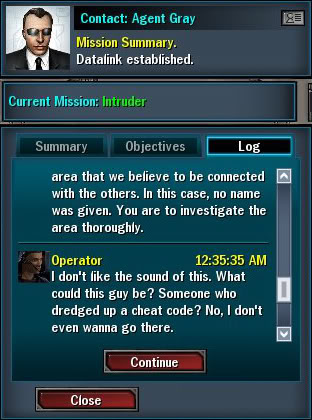 Contact: Agent Gray
Mission Summary.
Datalink established.
Current Mission: Intruder
Summary
Objectives
Log
area that we believe to be connected
with the others. In this case, no name
was given. You are to investigate the
area thoroughly.
Operator 12:35:35 AM
I don't like the sound of this. What
could this guy be? Someone who
dredged up a cheat code? No, I don't
even wanna go there.
Continue
Close